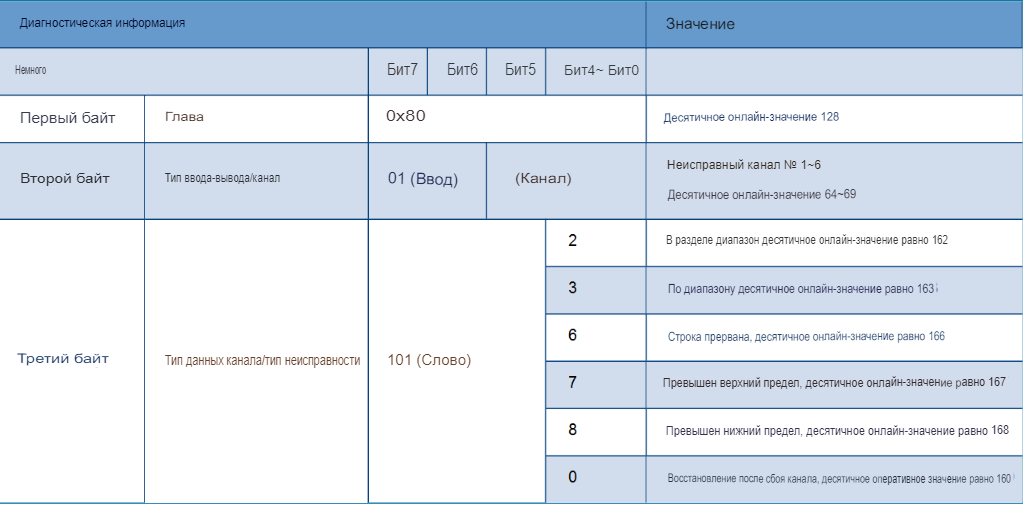 Диагностическая информация Значение
Немного Бит7 Бит6 Бит5 Бит4~ Бит0
Первый байт Глава 0x80 Десятичное онлайн-значение 128
Второй байт Тип ввода-вывода/канал 01 (Ввод) (Канал) Неисправный канал № 1~6
Десятичное онлайн-значение 64~69
Третий байт Тип данных канала/тип неисправности 101 (Слово)
2 В разделе диапазон десятичное онлайн-значение равно 162
3 По диапазону десятичное онлайн-значение равно 163
6 Строка прервана, десятичное онлайн-значение равно 166
7 Превышен верхний предел, десятичное онлайн-значение равно 167
8 Превышен нижний предел, десятичное онлайн-значение равно 168
0 Восстановление после сбоя канала, десятичное оперативное значение равно 160